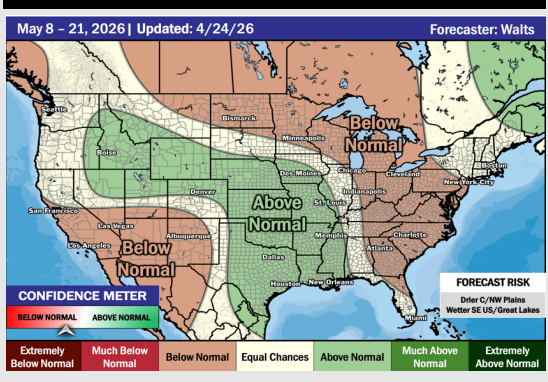 May 8 – 21, 2026 | Updated: 4/24/26
Forecaster: Walts
Seattle
Bismarck
Minneapolis
Below
Normal
Boise
Boston
Des Moines
Chicago
Cleveland
New York City
Denver
Indianapolis
San Francisco
Above
Normal
St. Louis
Las Vegas
Albuquerque
Memphis
Charlotte
Los Angeles
Below
Normal
Atlanta
Dallas
Houston
New Orleans
Miami
CONFIDENCE METER
BELOW NORMAL
ABOVE NORMAL
FORECAST RISK
Drier C/NW Plains
Wetter SE US/Great Lakes
Extremely
Below Normal
Much Below
Normal
Below Normal
Equal Chances
Above Normal
Much Above
Normal
Extremely
Above Normal